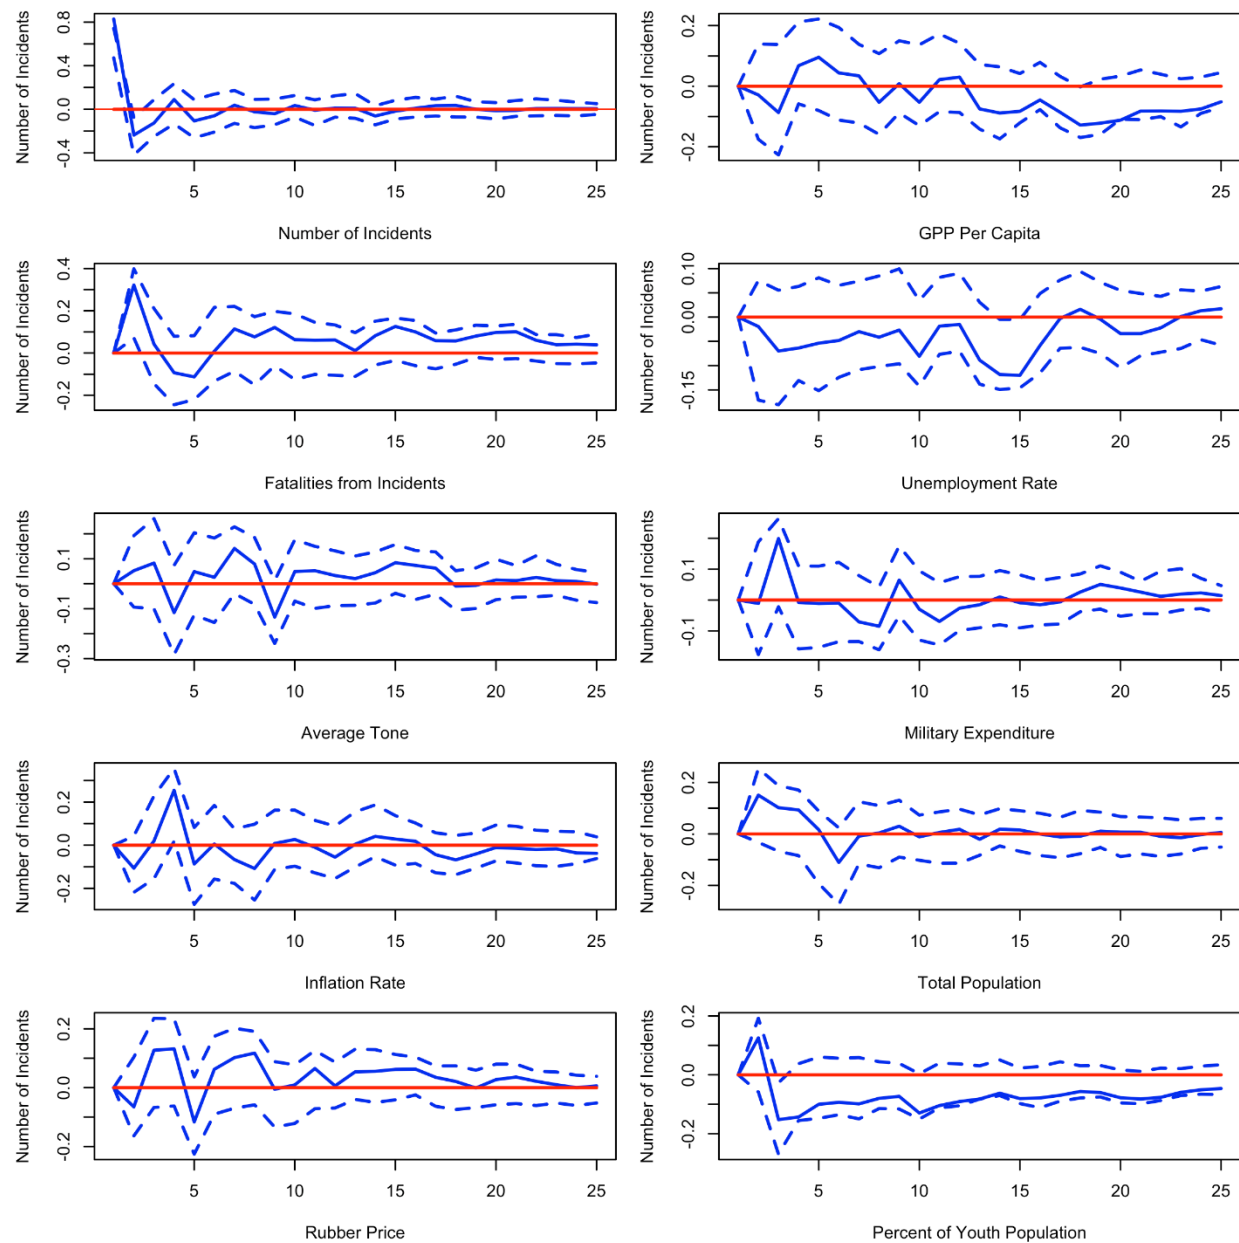 Number of Incidents
0.8
0.4
0.0
-0.4
5 10 15 20 25
Number of Incidents
Number of Incidents
0.2
0.0
-0.2
5 10 15 20 25
GPP Per Capita
Number of Incidents
0.4
0.2
0.0
-0.2
5 10 15 20 25
Fatalities from Incidents
Number of Incidents
0.10
0.00
-0.15
5 10 15 20 25
Unemployment Rate
Number of Incidents
0.1
-0.1
-0.3
5 10 15 20 25
Average Tone
Number of Incidents
0.1
-0.1
5 10 15 20 25
Military Expenditure
Number of Incidents
0.2
0.0
-0.2
5 10 15 20 25
Inflation Rate
Number of Incidents
0.2
0.0
-0.2
5 10 15 20 25
Total Population
Number of Incidents
0.2
0.0
-0.2
5 10 15 20 25
Rubber Price
Number of Incidents
0.2
0.0
-0.2
5 10 15 20 25
Percent of Youth Population